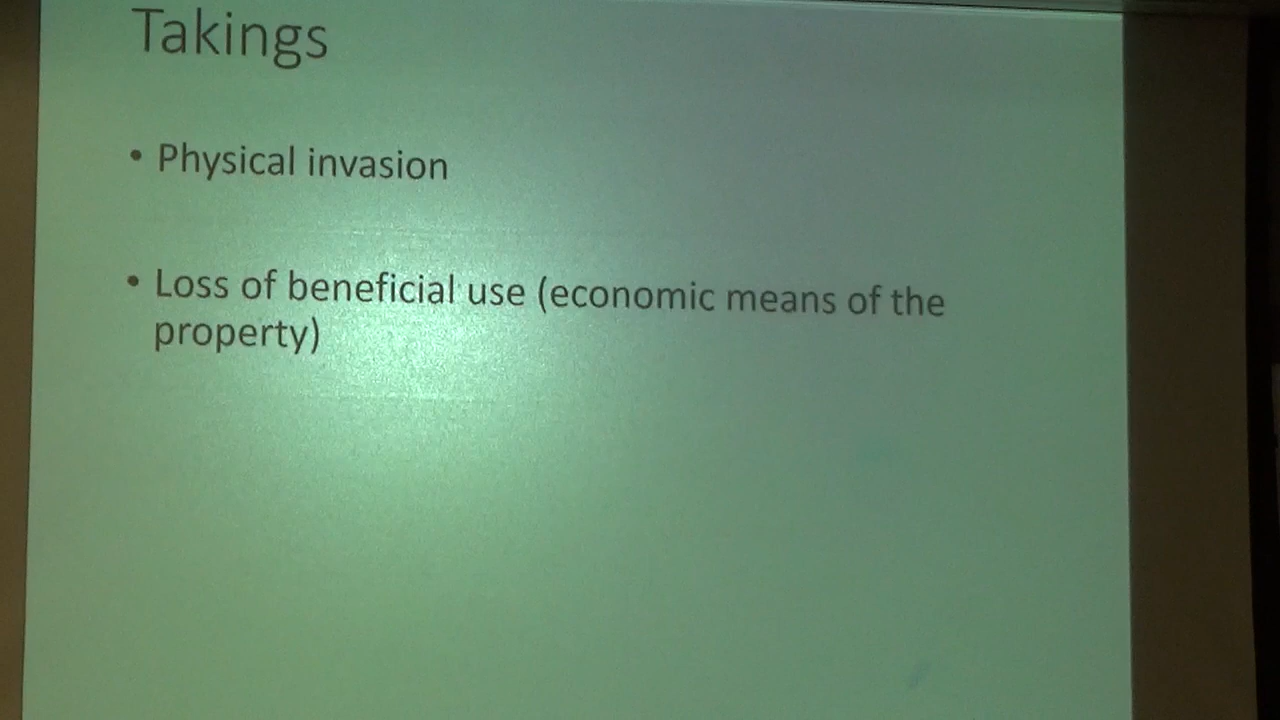 Takings
• Physical invasion
• Loss of beneficial use (economic means of the
property)